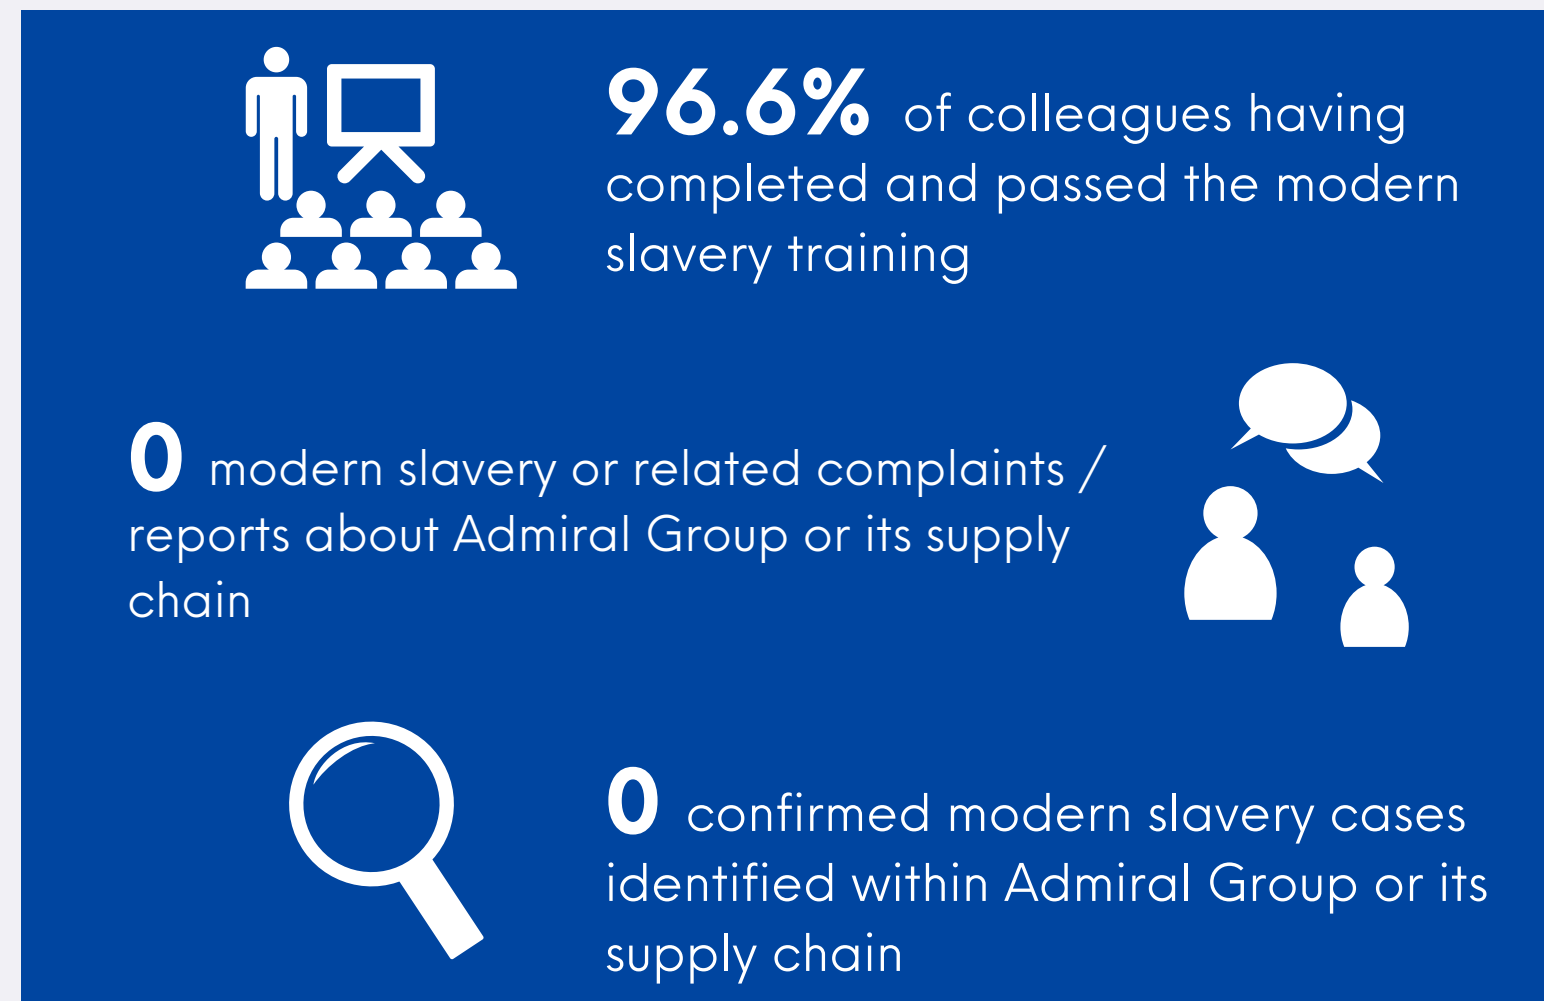 96.6% of colleagues having
completed and passed the modern
slavery training
0 modern slavery or related complaints /
reports about Admiral Group or its supply
chain
0 confirmed modern slavery cases
identified within Admiral Group or its
supply chain